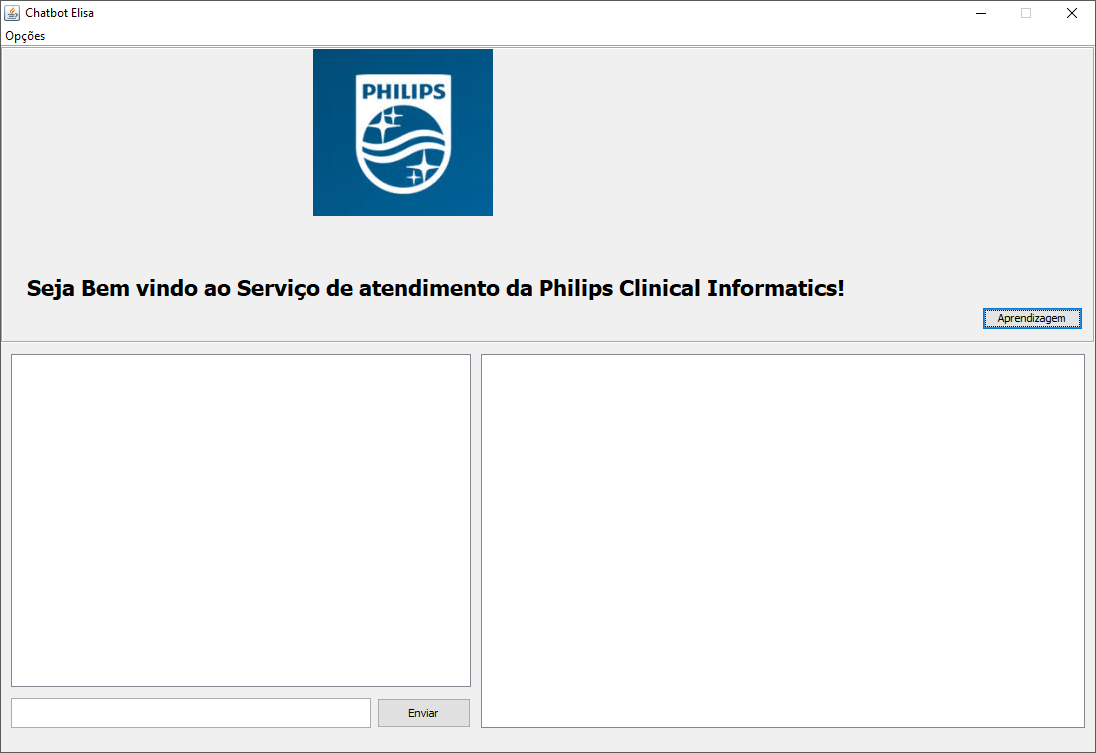 Chatbot Elisa
Opções
PHILIPS
Seja Bem vindo ao Serviço de atendimento da Philips Clinical Informatics!
Aprendizagem
Enviar